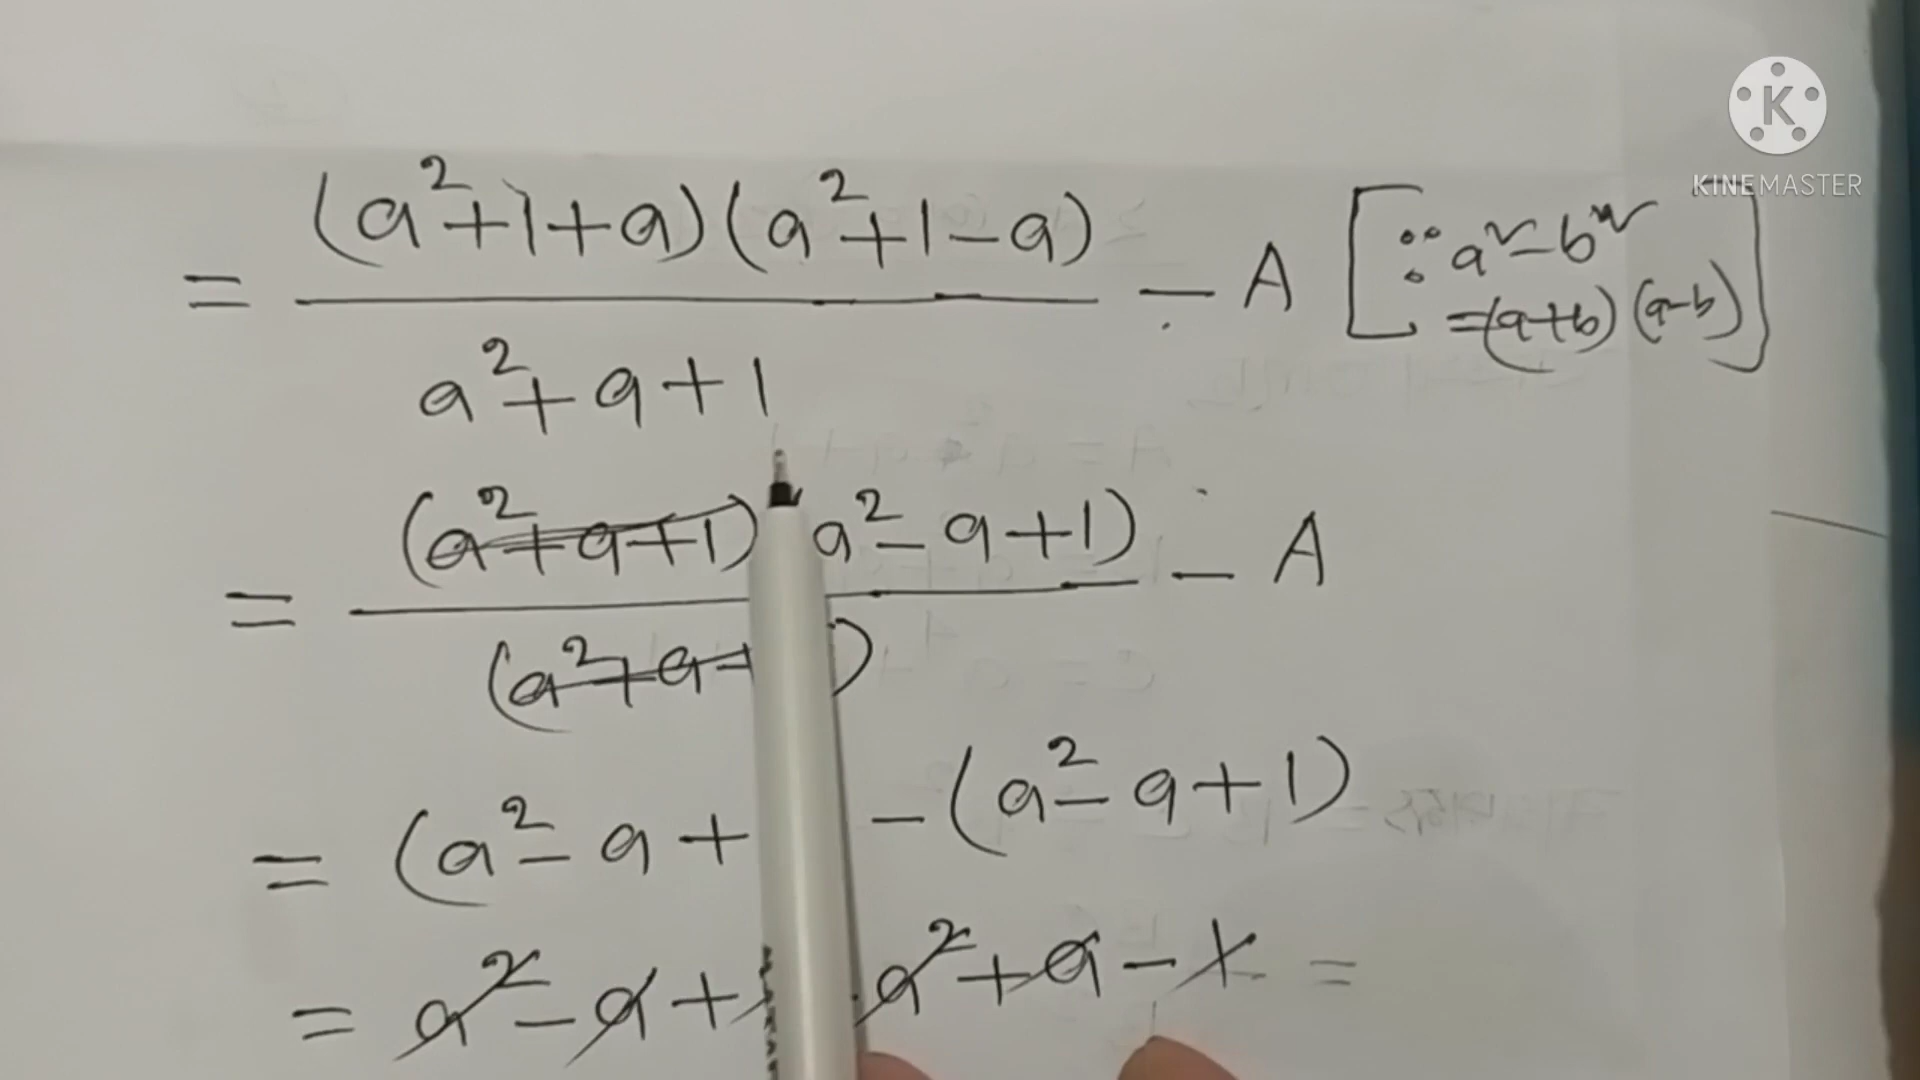 = (a²+1+a)(a²+1-a) / a²+a+1 - A [∵ a²-b² = (a+b)(a-b)]
= (a²+a+1) a²-a+1) / (a²+a+ ) - A
= (a²-a+ - (a²-a+1)
= a²-a+ a²+a-1 =
KINEMASTER